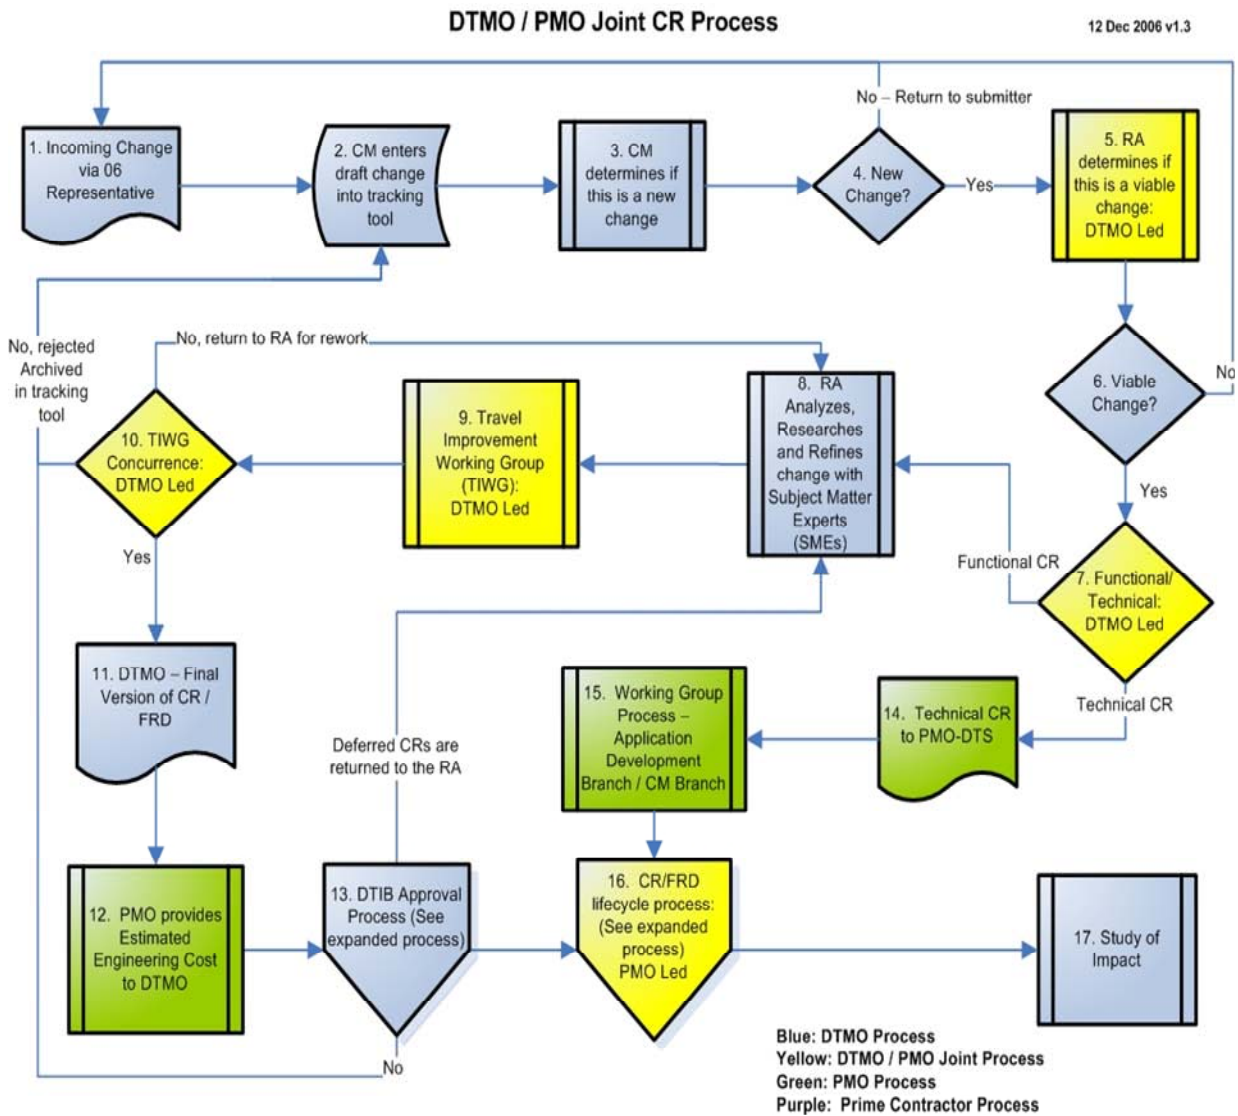 DTMO / PMO Joint CR Process
12 Dec 2006 v1.3
No – Return to submitter
1. Incoming Change
via 06
Representative
2. CM enters
draft change
into tracking
tool
3. CM
determines if
this is a new
change
4. New
Change?
Yes
5. RA
determines if
this is a viable
change:
DTMO Led
No, rejected
Archived
in tracking
tool
No, return to RA for rework
6. Viable
Change?
No
Yes
10. TIWG
Concurrence:
DTMO Led
9. Travel
Improvement
Working Group
(TIWG):
DTMO Led
8. RA
Analyzes,
Researches
and Refines
change with
Subject Matter
Experts
(SMEs)
Functional CR
7. Functional/
Technical:
DTMO Led
Yes
Technical CR
11. DTMO – Final
Version of CR /
FRD
Deferred CRs are
returned to the RA
15. Working Group
Process –
Application
Development
Branch / CM Branch
14. Technical CR
to PMO-DTS
12. PMO provides
Estimated
Engineering Cost
to DTMO
13. DTIB Approval
Process (See
expanded process)
No
16. CR/FRD
lifecycle process:
(See expanded
process)
PMO Led
17. Study of
Impact
Blue: DTMO Process
Yellow: DTMO / PMO Joint Process
Green: PMO Process
Purple: Prime Contractor Process